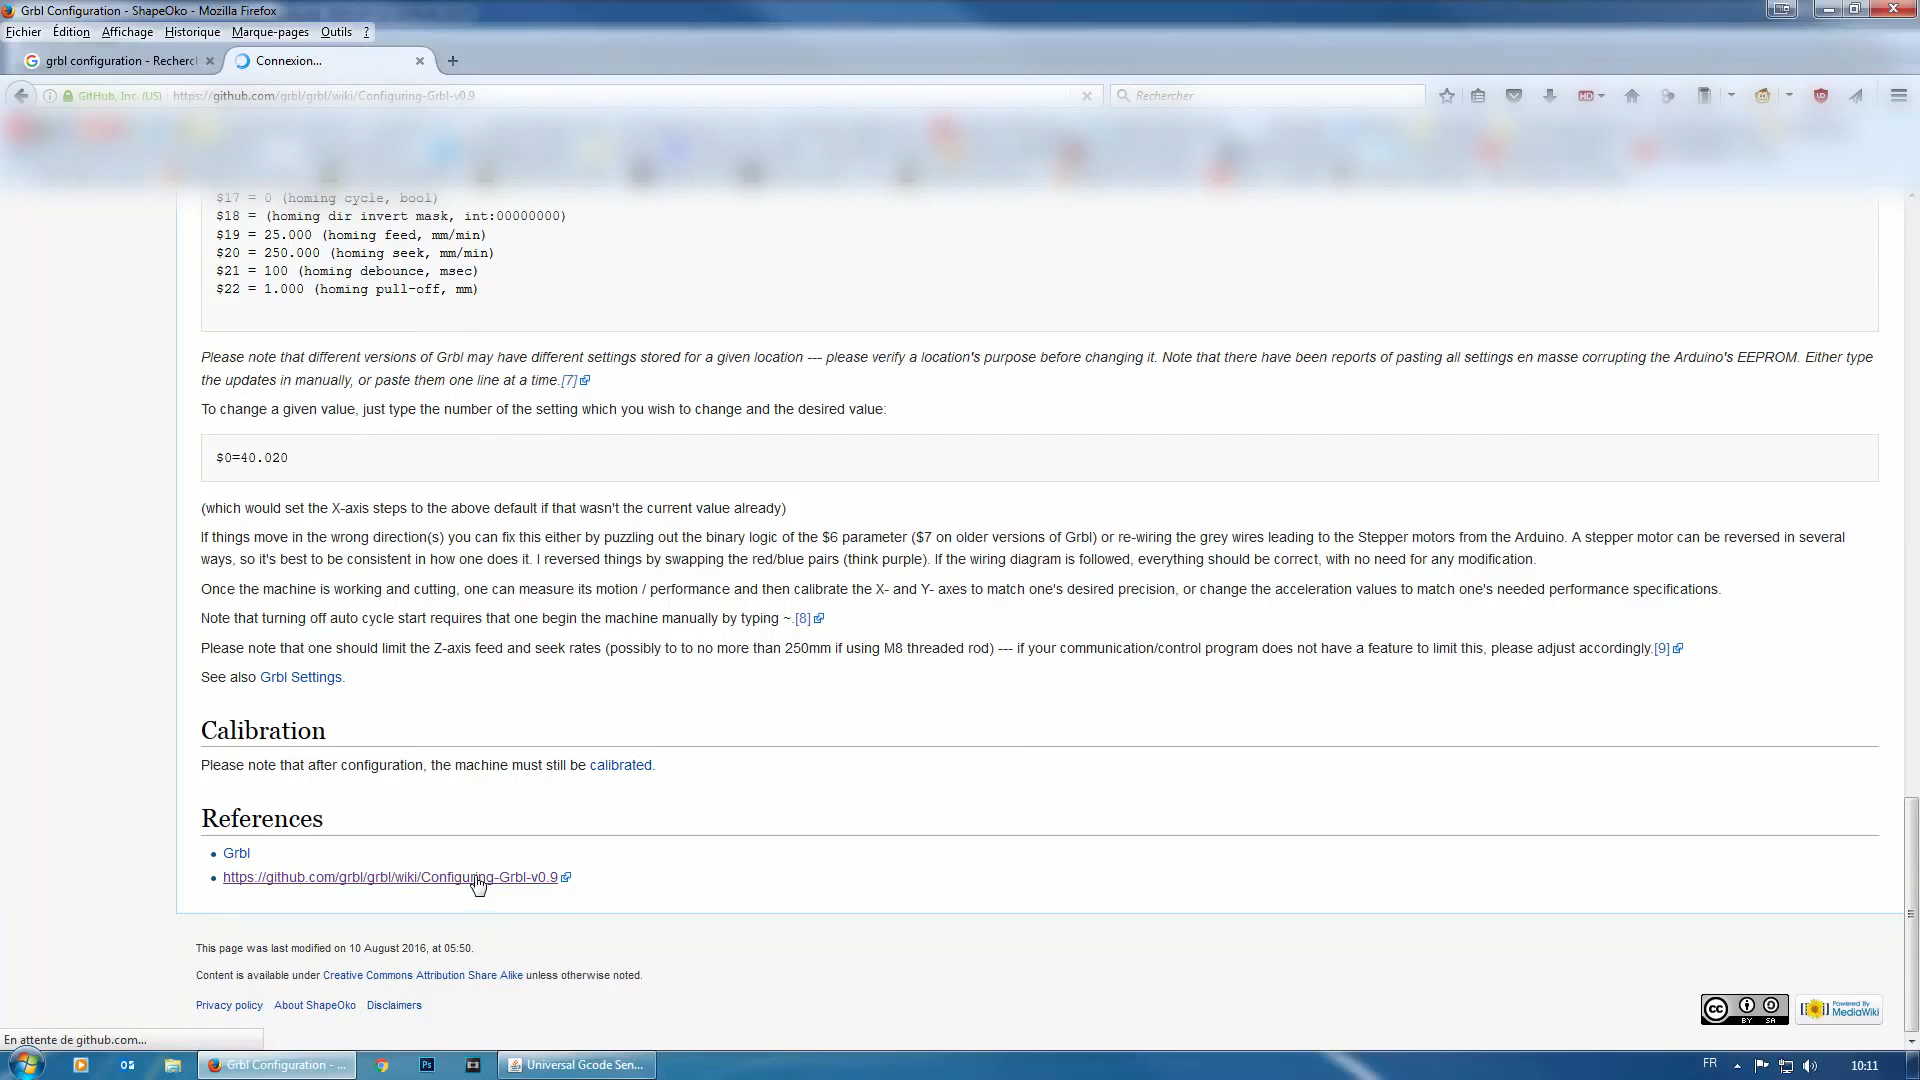 Grbl Configuration - ShapeOko - Mozilla Firefox
Fichier Édition Affichage Historique Marque-pages Outils ?
grbl configuration - Recherc
Connexion...
GitHub, Inc. (US) https://github.com/grbl/grbl/wiki/Configuring-Grbl-v0.9
Rechercher
HD
$17 = 0 (homing cycle, bool)
$18 = (homing dir invert mask, int:00000000)
$19 = 25.000 (homing feed, mm/min)
$20 = 250.000 (homing seek, mm/min)
$21 = 100 (homing debounce, msec)
$22 = 1.000 (homing pull-off, mm)
Please note that different versions of Grbl may have different settings stored for a given location --- please verify a location's purpose before changing it. Note that there have been reports of pasting all settings en masse corrupting the Arduino's EEPROM. Either type
the updates in manually, or paste them one line at a time.[7]
To change a given value, just type the number of the setting which you wish to change and the desired value:
$0=40.020
(which would set the X-axis steps to the above default if that wasn't the current value already)
If things move in the wrong direction(s) you can fix this either by puzzling out the binary logic of the $6 parameter ($7 on older versions of Grbl) or re-wiring the grey wires leading to the Stepper motors from the Arduino. A stepper motor can be reversed in several
ways, so it's best to be consistent in how one does it. I reversed things by swapping the red/blue pairs (think purple). If the wiring diagram is followed, everything should be correct, with no need for any modification.
Once the machine is working and cutting, one can measure its motion / performance and then calibrate the X- and Y- axes to match one's desired precision, or change the acceleration values to match one's needed performance specifications.
Note that turning off auto cycle start requires that one begin the machine manually by typing ~.[8]
Please note that one should limit the Z-axis feed and seek rates (possibly to to no more than 250mm if using M8 threaded rod) --- if your communication/control program does not have a feature to limit this, please adjust accordingly.[9]
See also Grbl Settings.
Calibration
Please note that after configuration, the machine must still be calibrated.
References
Grbl
https://github.com/grbl/grbl/wiki/Configuring-Grbl-v0.9
This page was last modified on 10 August 2016, at 05:50.
Content is available under Creative Commons Attribution Share Alike unless otherwise noted.
Privacy policy About ShapeOko Disclaimers
cc BY SA
Powered By MediaWiki
En attente de github.com...
Grbl Configuration - ...
Ps
Universal Gcode Sen...
FR
10:11